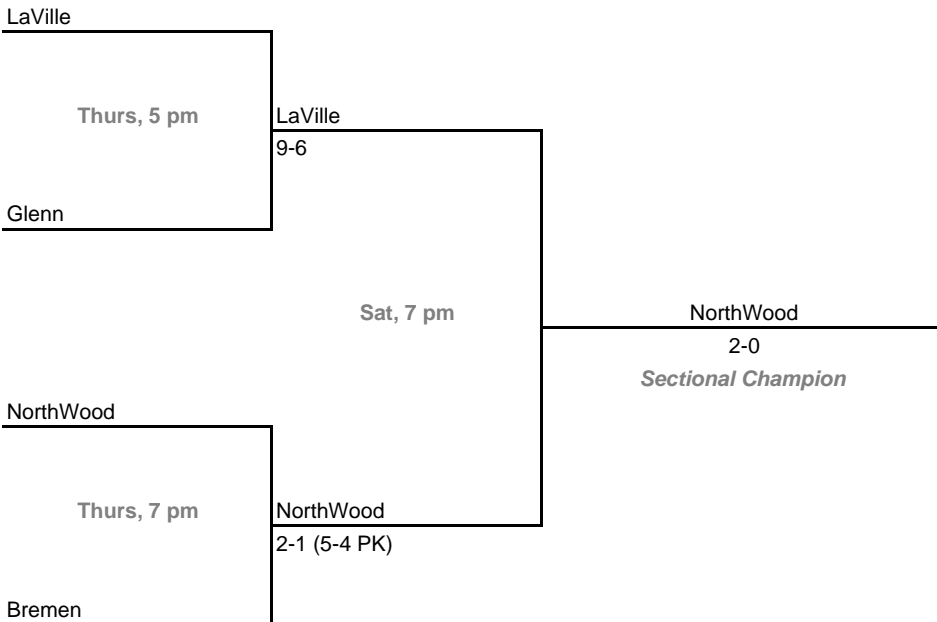 LaVille
Thurs, 5 pm
LaVille
9-6
Glenn
Sat, 7 pm
NorthWood
2-0
Sectional Champion
NorthWood
Thurs, 7 pm
NorthWood
2-1 (5-4 PK)
Bremen